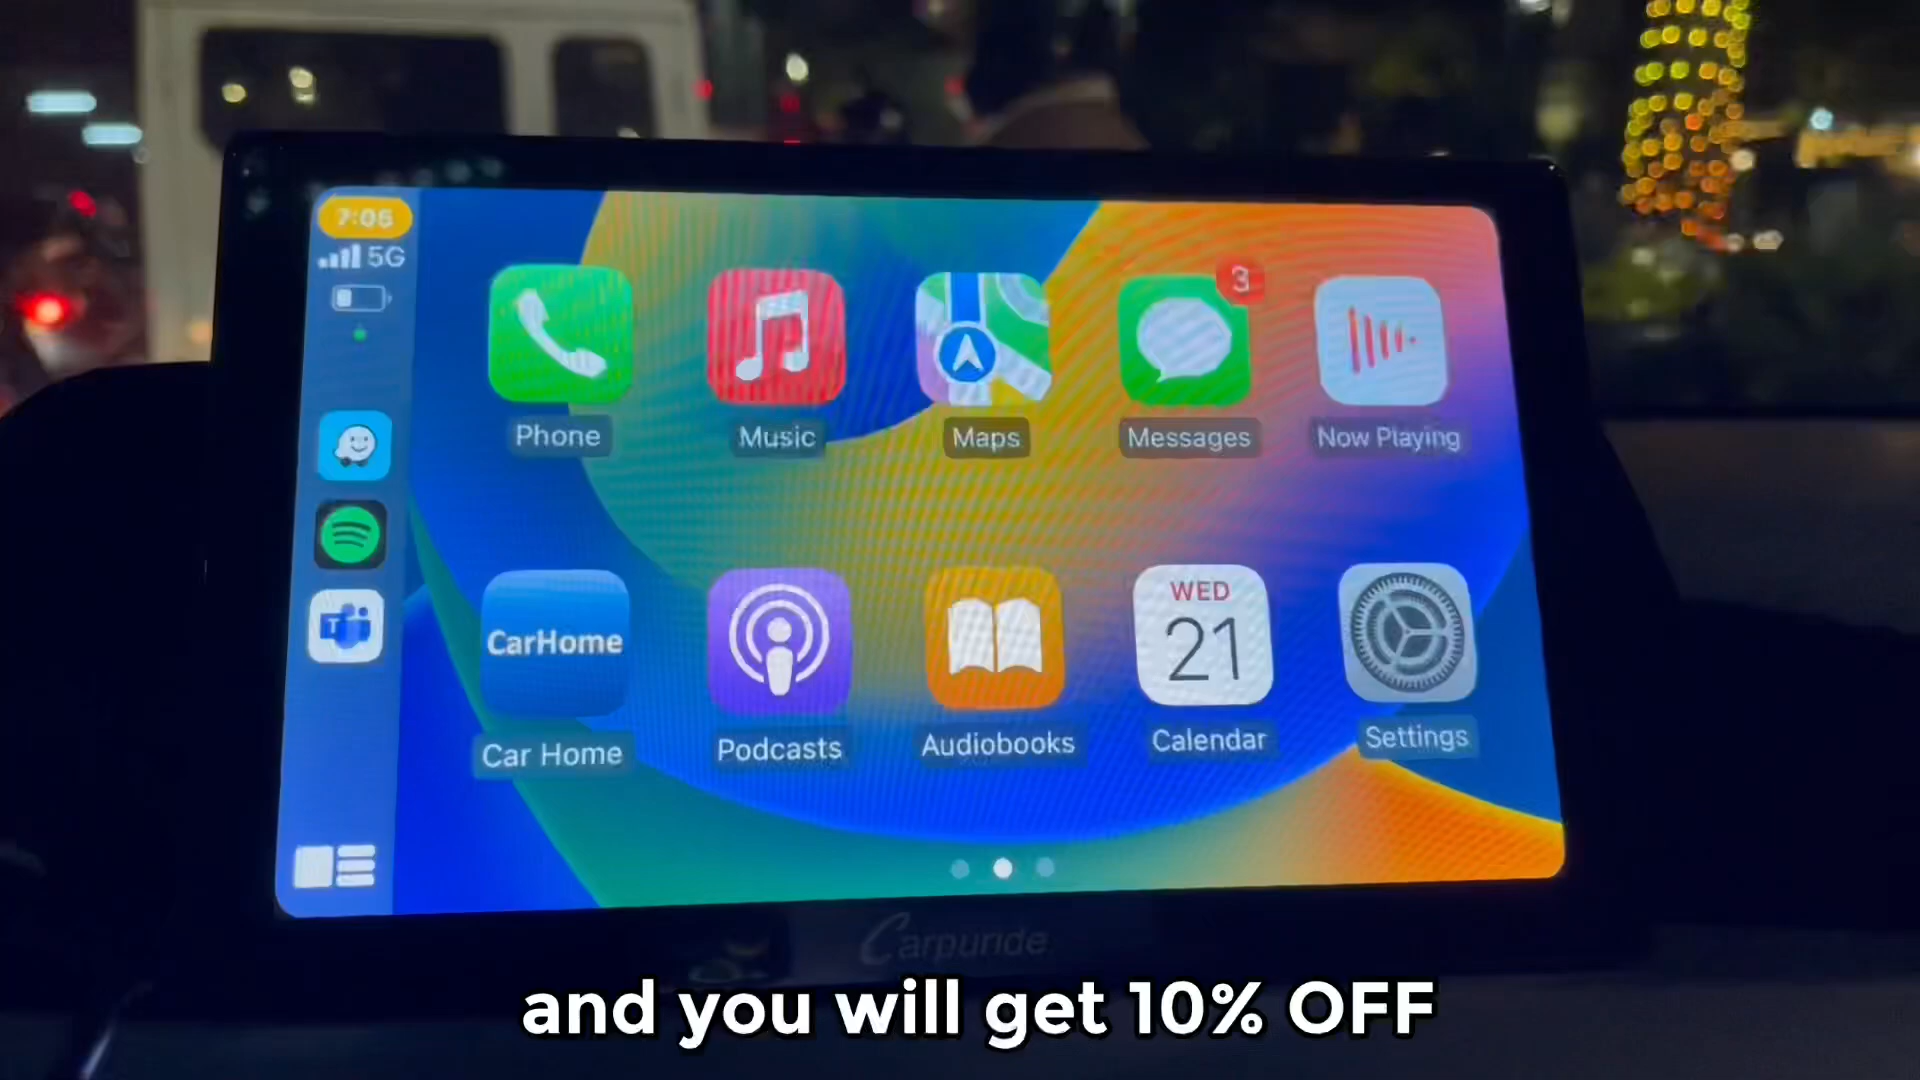 7:05
5G
Phone
Music
Maps
3
Messages
Now Playing
CarHome
Car Home
Podcasts
Audiobooks
WED
21
Calendar
Settings
T
Carpuride
and you will get 10% OFF